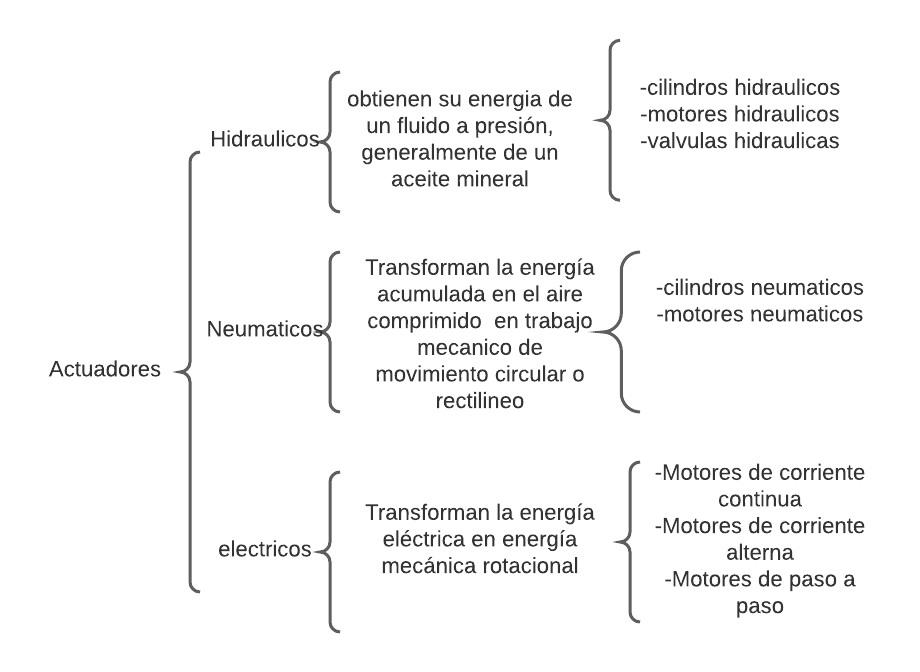 Actuadores
Hidraulicos
obtienen su energia de
un fluido a presión,
generalmente de un
aceite mineral
-cilindros hidraulicos
-motores hidraulicos
-valvulas hidraulicas
Neumaticos
Transforman la energía
acumulada en el aire
comprimido  en trabajo
mecanico de
movimiento circular o
rectilineo
-cilindros neumaticos
-motores neumaticos
electricos
Transforman la energía
eléctrica en energía
mecánica rotacional
-Motores de corriente
continua
-Motores de corriente
alterna
-Motores de paso a
paso